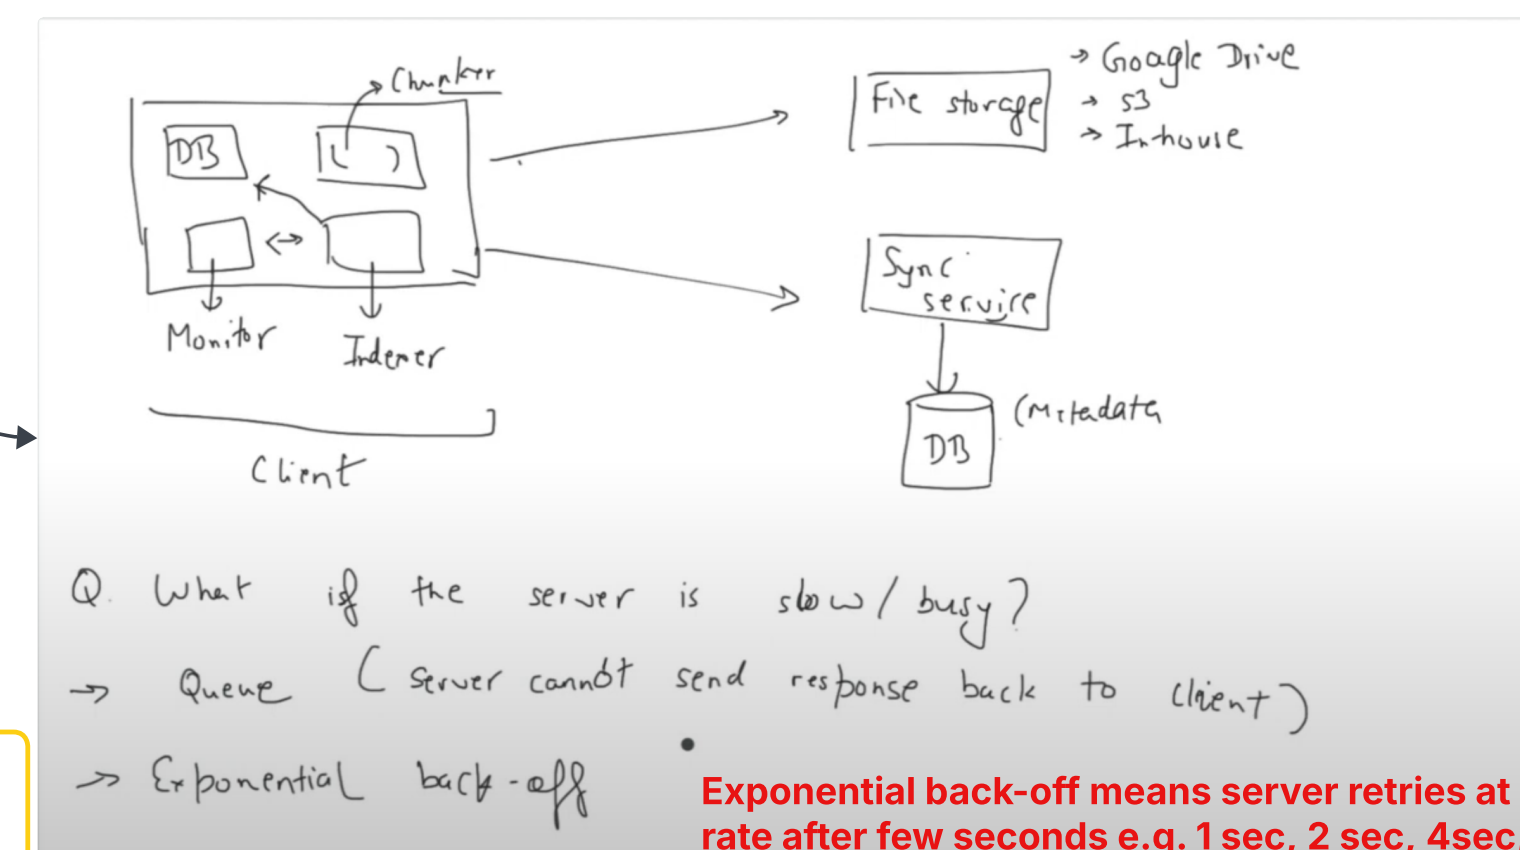 Chunker
DB
Monitor
Indexer
Client
File storage
→ Google Drive
→ S3
→ Inhouse
Sync
service
DB
(Metadata
Q. What if the server is slow/busy?
→ Queue (server cannot send response back to client)
→ Exponential back-off
Exponential back-off means server retries at
rate after few seconds e.g. 1 sec, 2 sec, 4sec,